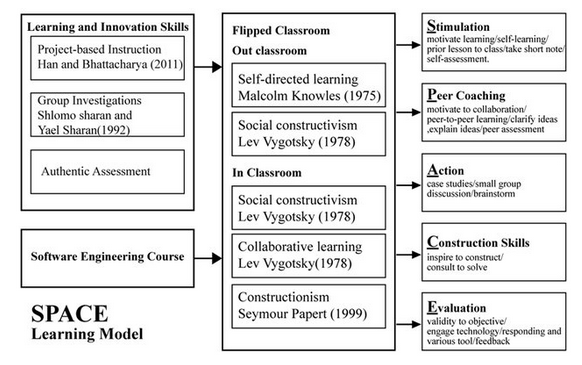 Learning and Innovation Skills
Project-based Instruction
Han and Bhattacharya (2011)
Group Investigations
Shlomo sharan and
Yael Sharan(1992)
Authentic Assessment
Software Engineering Course
SPACE
Learning Model
Flipped Classroom
Out classroom
Self-directed learning
Malcolm Knowles (1975)
Social constructivism
Lev Vygotsky (1978)
In Classroom
Social constructivism
Lev Vygotsky (1978)
Collaborative learning
Lev Vygotsky(1978)
Constructionism
Seymour Papert (1999)
Stimulation
motivate learning/self-learning/
prior lesson to class/take short note/
self-assessment.
Peer Coaching
motivate to collaboration/
peer-to-peer learning/clarify ideas
,explain ideas/peer assessment
Action
case studies/small group
disscussion/brainstorm
Construction Skills
inspire to construct/
consult to solve
Evaluation
validity to objective/
engage technology/responding and
various tool/feedback